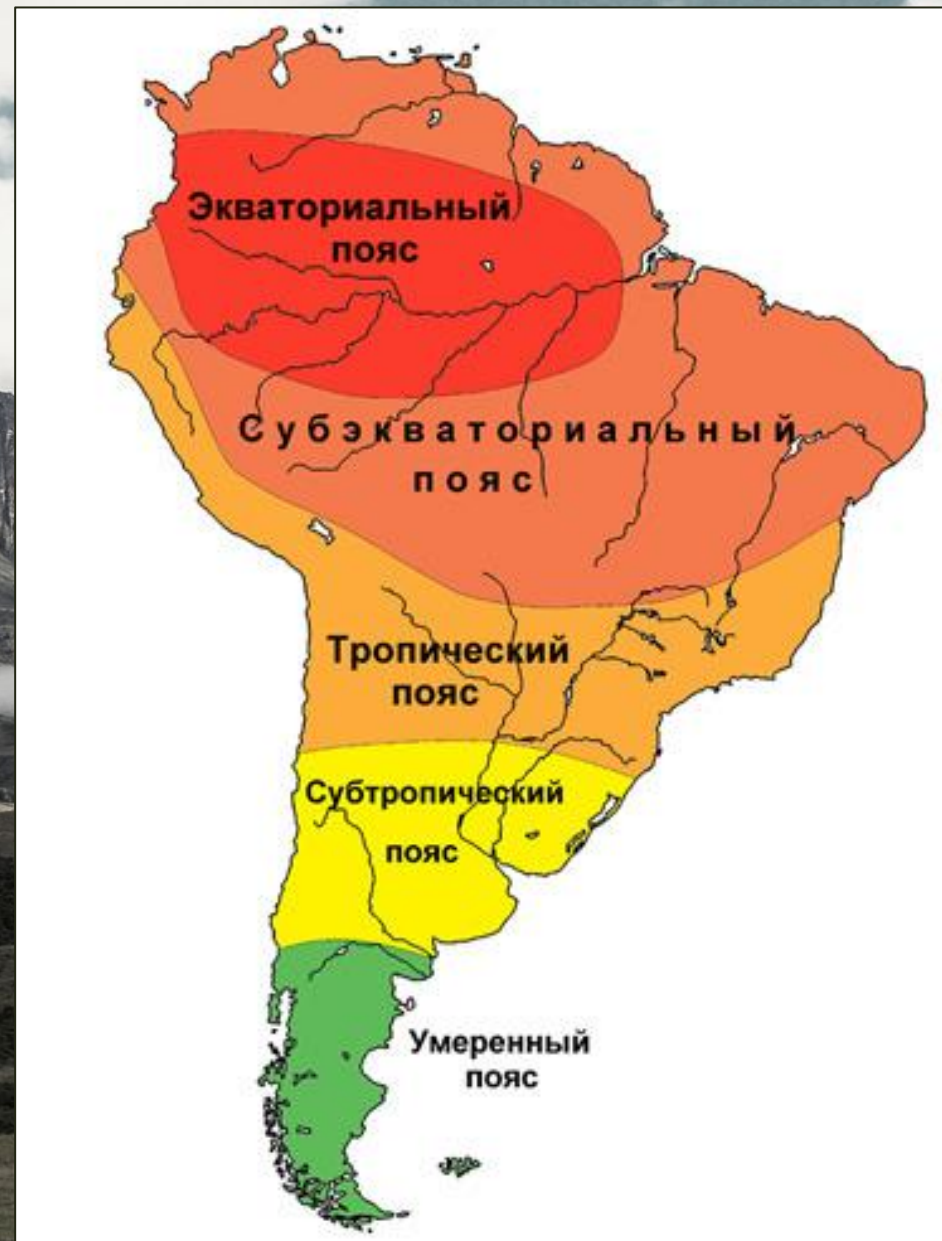 Экваториальный
пояс
Субэкваториальный
пояс
Тропический
пояс
Субтропический
пояс
Умеренный
пояс